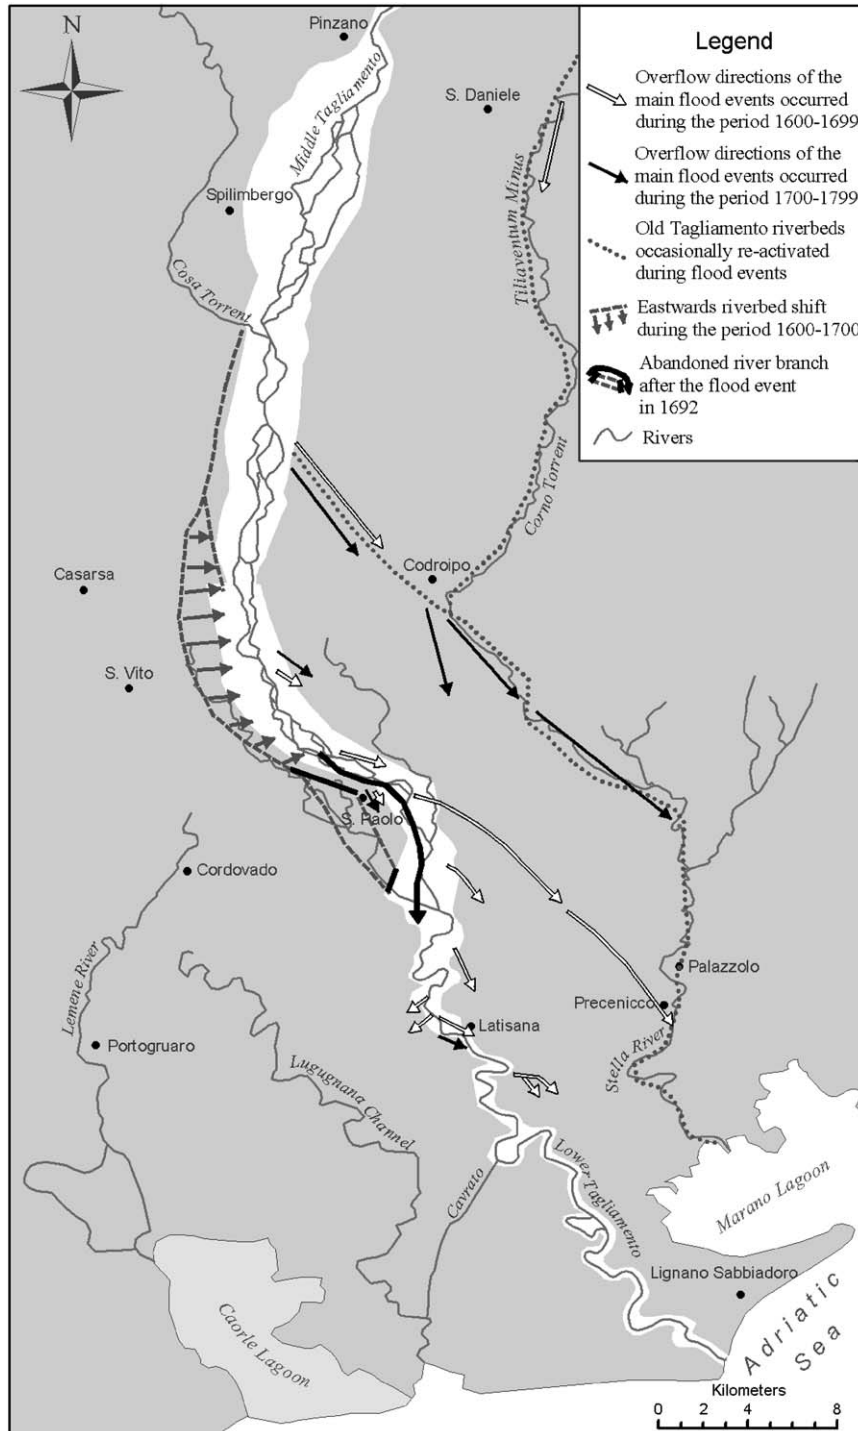 N
Pinzano
Middle Tagliamento
S. Daniele
Tiliaventum Minus
Spilimbergo
Cosa Torrent
Legend
Overflow directions of the
main flood events occurred
during the period 1600-1699
Overflow directions of the
main flood events occurred
during the period 1700-1799
Old Tagliamento riverbeds
occasionally re-activated
during flood events
Eastwards riverbed shift
during the period 1600-1700
Abandoned river branch
after the flood event
in 1692
Rivers
Corno Torrent
Casarsa
Codroipo
S. Vito
S. Paolo
Cordovado
Lemene River
Palazzolo
Precenicco
Latisana
Portogruaro
Stella River
Lugugnana Channel
Cavrato
Lower Tagliamento
Marano Lagoon
Lignano Sabbiadoro
Caorle Lagoon
Adriatic
Sea
Kilometers
0 2 4 8